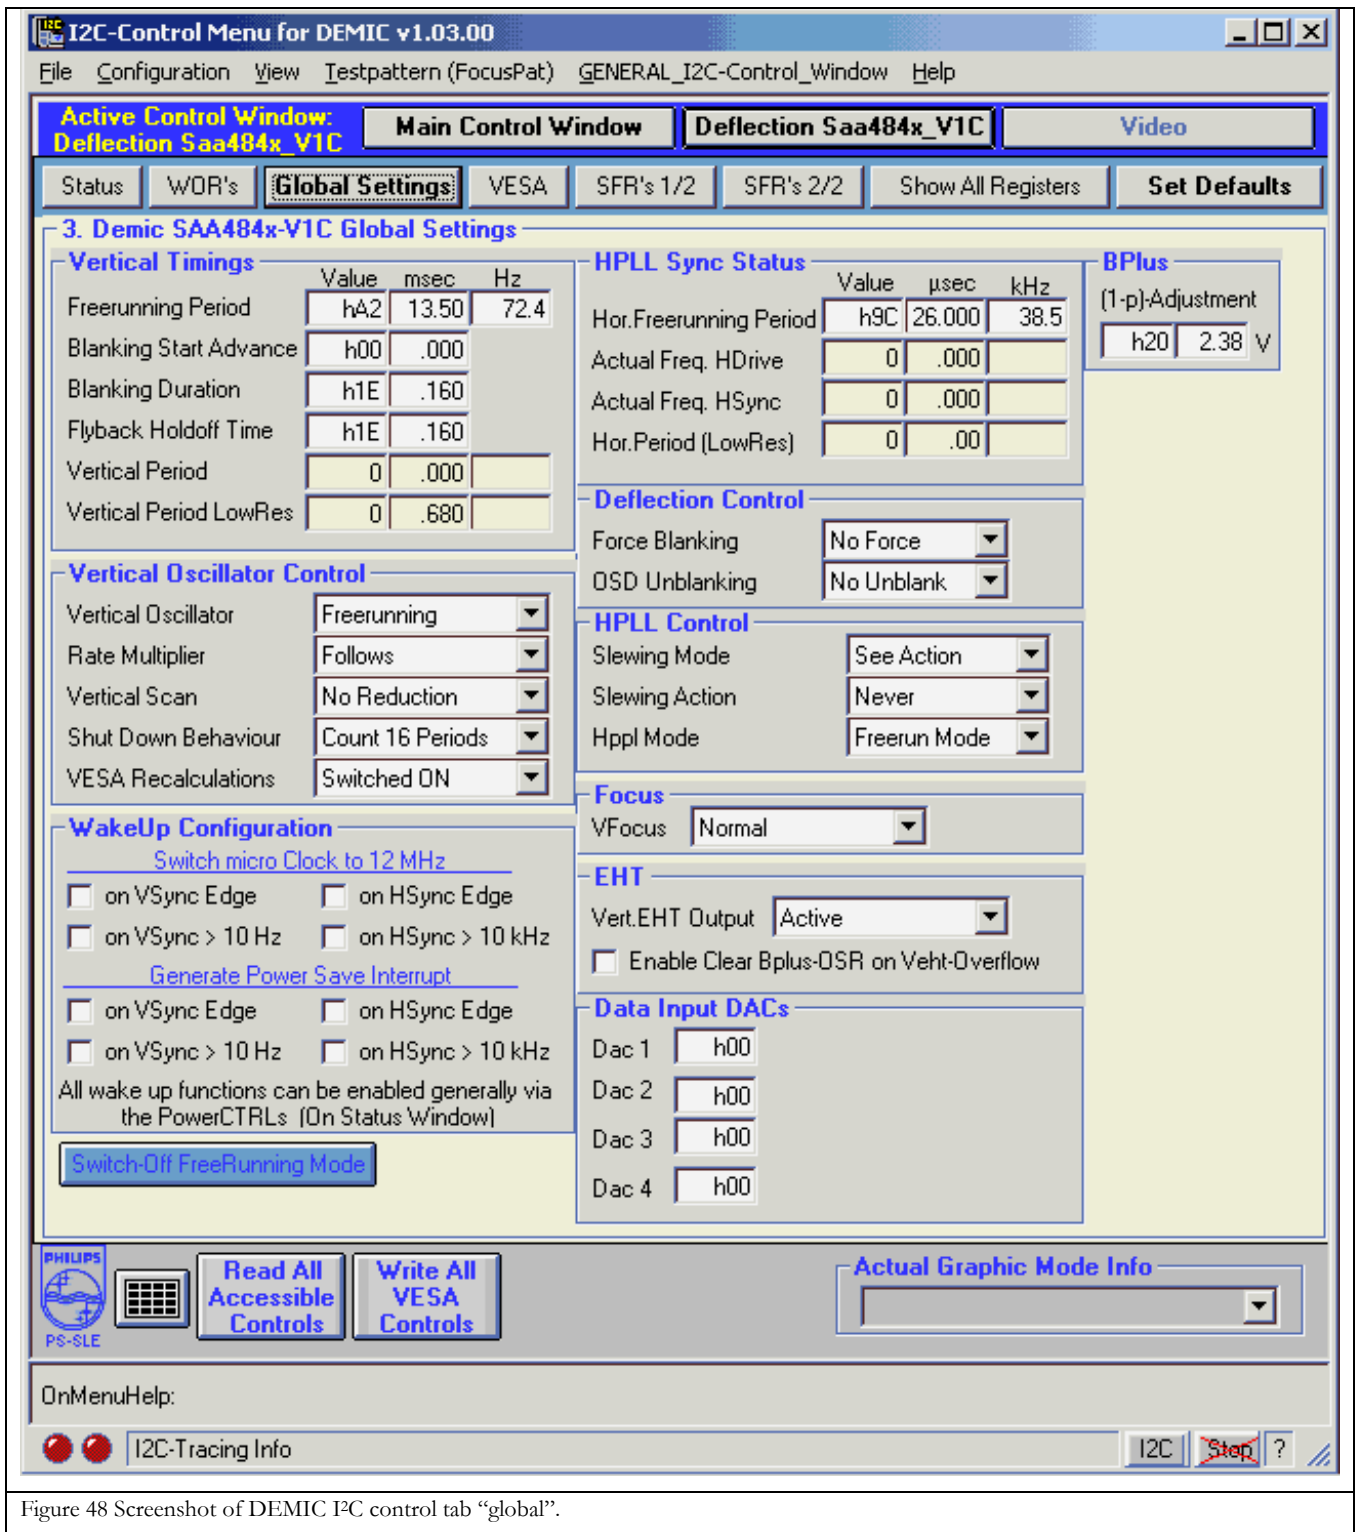 I2C-Control Menu for DEMIC v1.03.00
File Configuration View Testpattern (FocusPat) GENERAL_I2C-Control_Window Help
Active Control Window:
Deflection Saa484x_V1C
Main Control Window
Deflection Saa484x_V1C
Video
Status WOR's Global Settings VESA SFR's 1/2 SFR's 2/2 Show All Registers Set Defaults
3. Demic SAA484x-V1C Global Settings
Vertical Timings
Value msec Hz
Freerunning Period hA2 13.50 72.4
Blanking Start Advance h00 .000
Blanking Duration h1E .160
Flyback Holdoff Time h1E .160
Vertical Period 0 .000
Vertical Period LowRes 0 .680
Vertical Oscillator Control
Vertical Oscillator Freerunning
Rate Multiplier Follows
Vertical Scan No Reduction
Shut Down Behaviour Count 16 Periods
VESA Recalculations Switched ON
WakeUp Configuration
Switch micro Clock to 12 MHz
on VSync Edge on HSync Edge
on VSync > 10 Hz on HSync > 10 kHz
Generate Power Save Interrupt
on VSync Edge on HSync Edge
on VSync > 10 Hz on HSync > 10 kHz
All wake up functions can be enabled generally via
the PowerCTRLs (On Status Window)
Switch-Off FreeRunning Mode
HPLL Sync Status
Value µsec kHz
Hor.Freerunning Period h9C 26.000 38.5
Actual Freq. HDrive 0 .000
Actual Freq. HSync 0 .000
Hor.Period (LowRes) 0 .00
Deflection Control
Force Blanking No Force
OSD Unblanking No Unblank
HPLL Control
Slewing Mode See Action
Slewing Action Never
Hppl Mode Freerun Mode
Focus
VFocus Normal
EHT
Vert.EHT Output Active
Enable Clear Bplus-OSR on Veht-Overflow
Data Input DACs
Dac 1 h00
Dac 2 h00
Dac 3 h00
Dac 4 h00
BPlus
(1-p)-Adjustment
h20 2.38 V
PHILIPS
PS-SLE
Read All
Accessible
Controls
Write All
VESA
Controls
Actual Graphic Mode Info
OnMenuHelp:
I2C-Tracing Info
I2C Stop ?
Figure 48 Screenshot of DEMIC I²C control tab “global”.